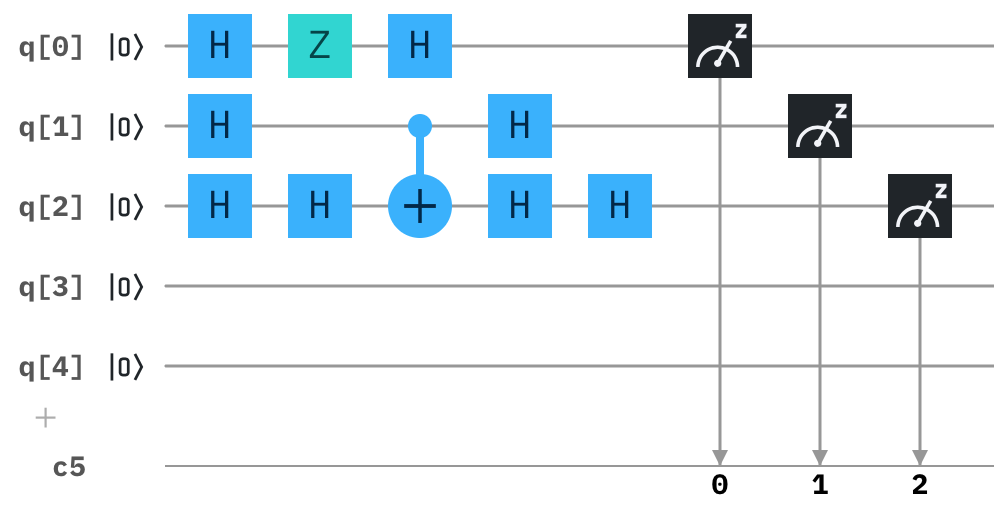 q[0] |0⟩ H Z H z
q[1] |0⟩ H H z
q[2] |0⟩ H H + H H z
q[3] |0⟩
q[4] |0⟩
+
c5
0 1 2